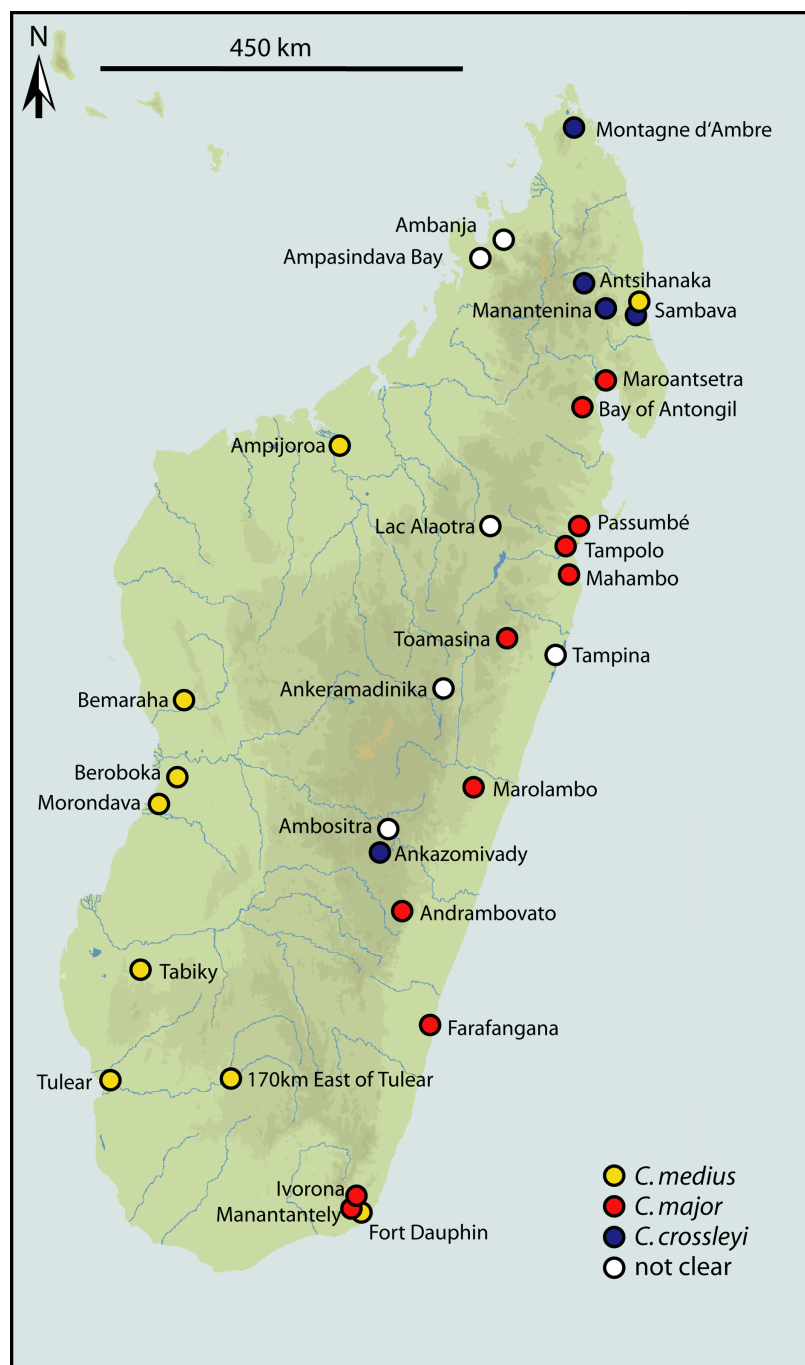 N
450 km
Montagne d‘Ambre
Ambanja
Ampasindava Bay
Antsihanaka
Manantenina
Sambava
Maroantsetra
Bay of Antongil
Ampijoroa
Lac Alaotra
Passumbé
Tampolo
Mahambo
Toamasina
Tampina
Ankeramadinika
Bemaraha
Beroboka
Marolambo
Morondava
Ambositra
Ankazomivady
Andrambovato
Tabiky
Farafangana
Tulear
170km East of Tulear
Ivorona
Manantantely
Fort Dauphin
C. medius
C. major
C. crossleyi
not clear